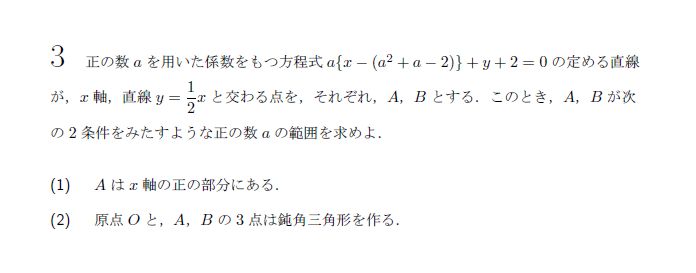 3 正の数 a を用いた係数をもつ方程式 a{x − (a² + a − 2)} + y + 2 = 0 の定める直線
が，x 軸，直線 y = 1/2 x と交わる点を，それぞれ，A，B とする．このとき，A，B が次
の 2 条件をみたすような正の数 a の範囲を求めよ．
(1) A は x 軸の正の部分にある．
(2) 原点 O と，A，B の 3 点は鈍角三角形を作る．